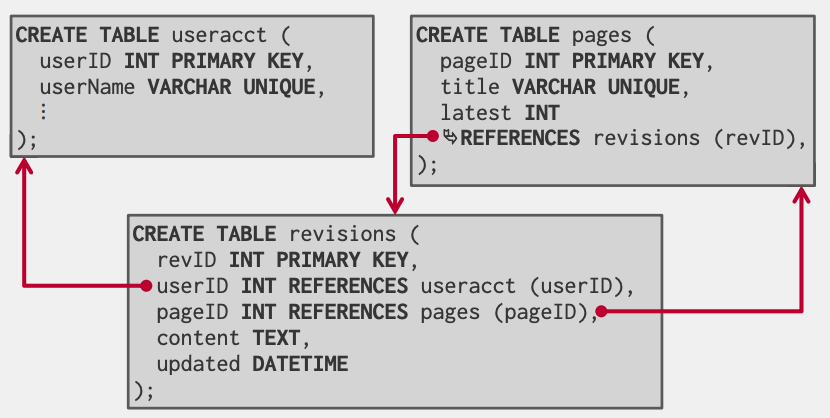 CREATE TABLE useracct (
userID INT PRIMARY KEY,
userName VARCHAR UNIQUE,
⋮
);
CREATE TABLE pages (
pageID INT PRIMARY KEY,
title VARCHAR UNIQUE,
latest INT
⤷REFERENCES revisions (revID),
);
CREATE TABLE revisions (
revID INT PRIMARY KEY,
userID INT REFERENCES useracct (userID),
pageID INT REFERENCES pages (pageID),
content TEXT,
updated DATETIME
);